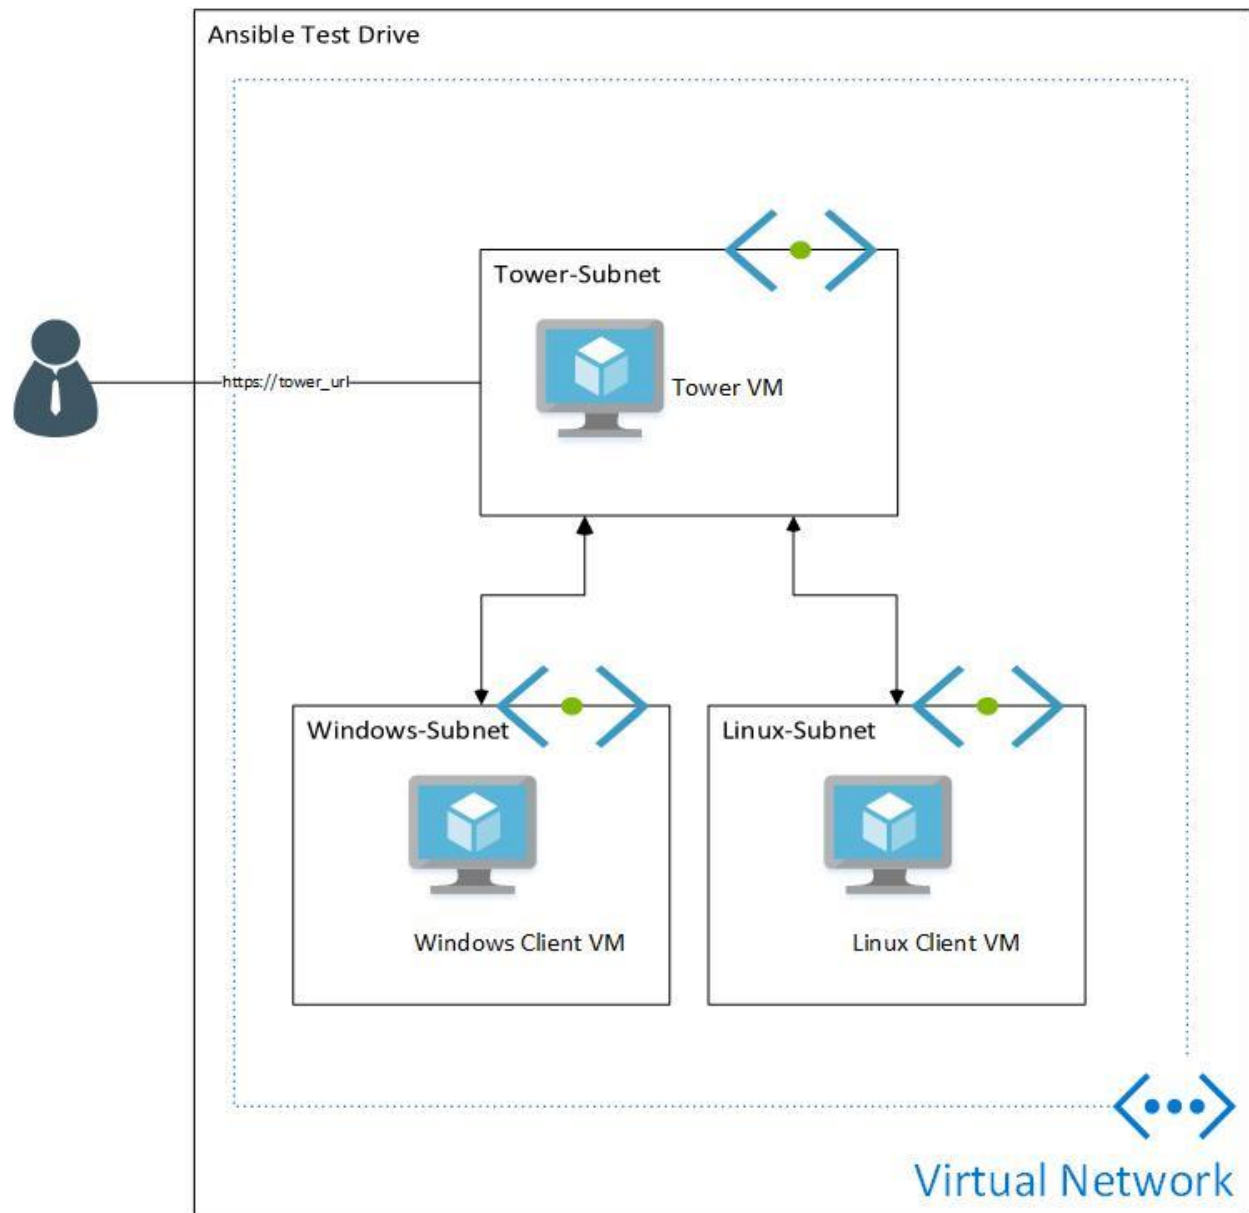 Ansible Test Drive
Tower-Subnet
https://tower_url
Tower VM
Windows-Subnet
Linux-Subnet
Windows Client VM
Linux Client VM
Virtual Network